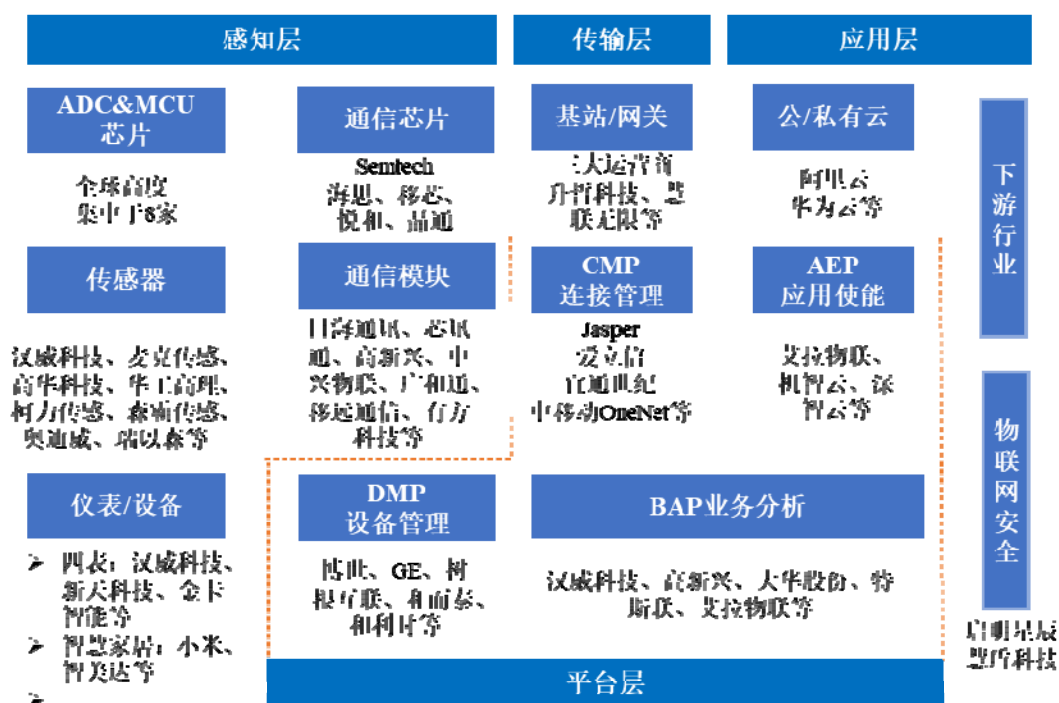 感知层
传输层
应用层
ADC&MCU
芯片
全球高度
集中于8家
通信芯片
Semtech
海思、移芯、
悦和、晶通
基站/网关
三大运营商
升哲科技、慧
联无限等
公/私有云
阿里云
华为云等
下游行业
传感器
汉威科技、麦克传感、
高华科技、华工高理、
柯力传感、森霸传感、
奥迪威、瑞以森等
通信模块
日海通讯、芯讯
通、高新兴、中
兴物联、广和通、
移远通信、有方
科技等
CMP
连接管理
Jasper
爱立信
宜通世纪
中移动OneNet等
AEP
应用使能
艾拉物联、
机智云、深
智云等
物联网安全
启明星辰
仪表/设备
➢ 四表：汉威科技、
新天科技、金卡
智能等
➢ 智慧家居：小米、
智美达等
➢
DMP
设备管理
博世、GE、树
根互联、和而泰、
和利时等
BAP业务分析
汉威科技、高新兴、大华股份、特
斯联、艾拉物联等
平台层